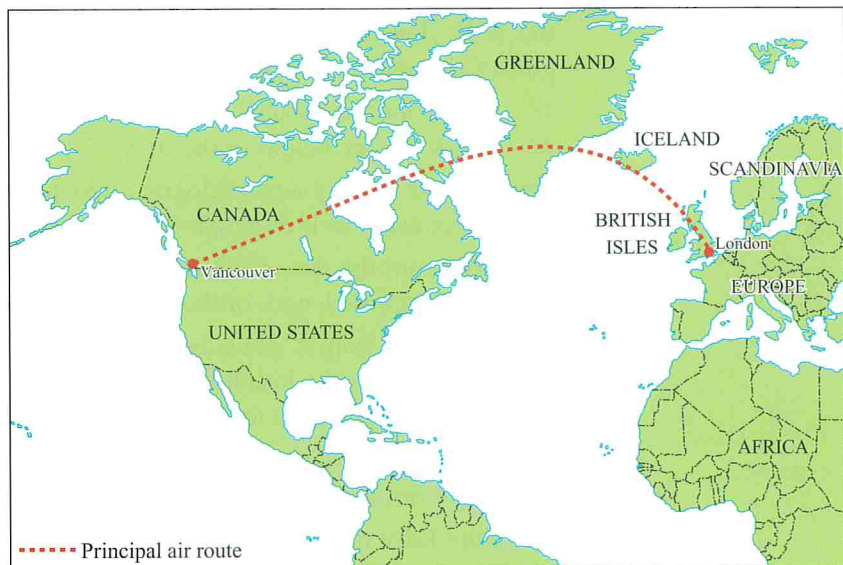 GREENLAND
ICELAND
SCANDINAVIA
CANADA
BRITISH
ISLES
London
Vancouver
EUROPE
UNITED STATES
AFRICA
Principal air route